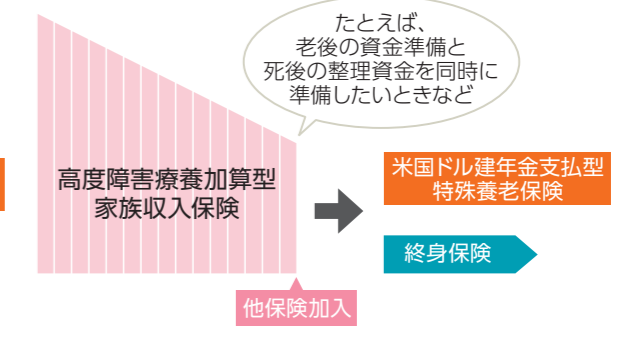 たとえば、
老後の資金準備と
死後の整理資金を同時に
準備したいときなど
高度障害療養加算型
家族収入保険
米国ドル建年金支払型
特殊養老保険
終身保険
他保険加入